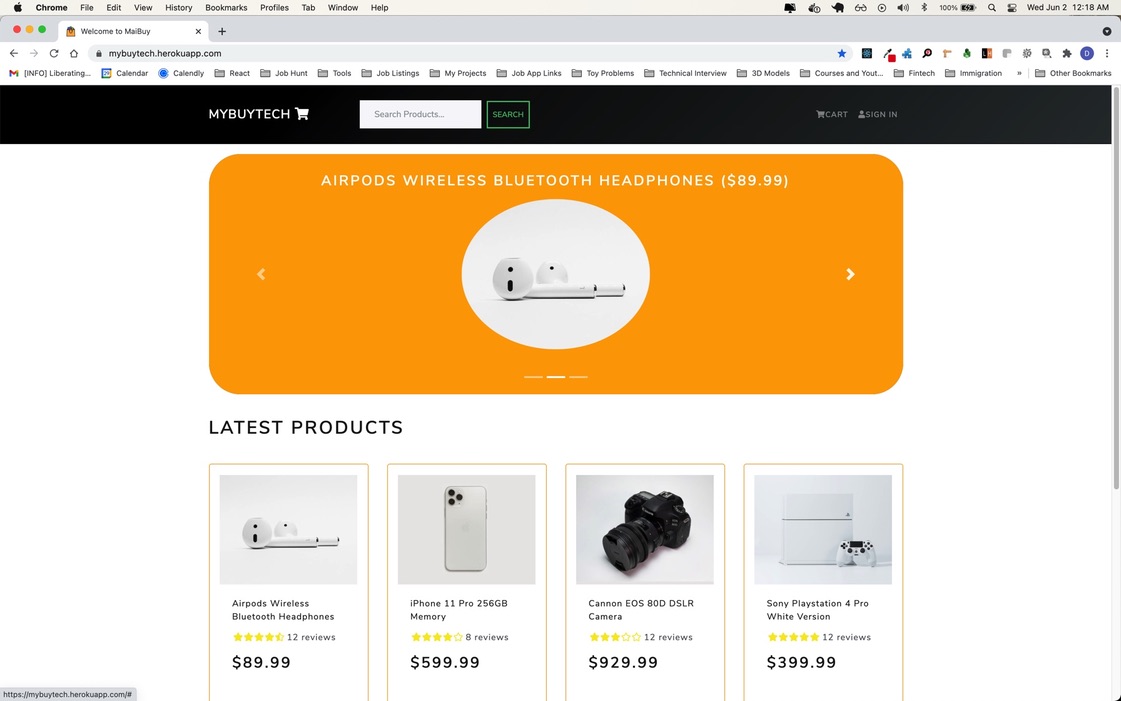 Chrome File Edit View History Bookmarks Profiles Tab Window Help 100% Wed Jun 2 12:18 AM
Welcome to MaiBuy
mybuytech.herokuapp.com
[INFO] Liberating... Calendar Calendly React Job Hunt Tools Job Listings My Projects Job App Links Toy Problems Technical Interview 3D Models Courses and Yout... Fintech Immigration » Other Bookmarks
MYBUYTECH Search Products... SEARCH CART SIGN IN
AIRPODS WIRELESS BLUETOOTH HEADPHONES ($89.99)
LATEST PRODUCTS
Airpods Wireless
Bluetooth Headphones
12 reviews
$89.99
iPhone 11 Pro 256GB
Memory
8 reviews
$599.99
Cannon EOS 80D DSLR
Camera
12 reviews
$929.99
Sony Playstation 4 Pro
White Version
12 reviews
$399.99
https://mybuytech.herokuapp.com/#